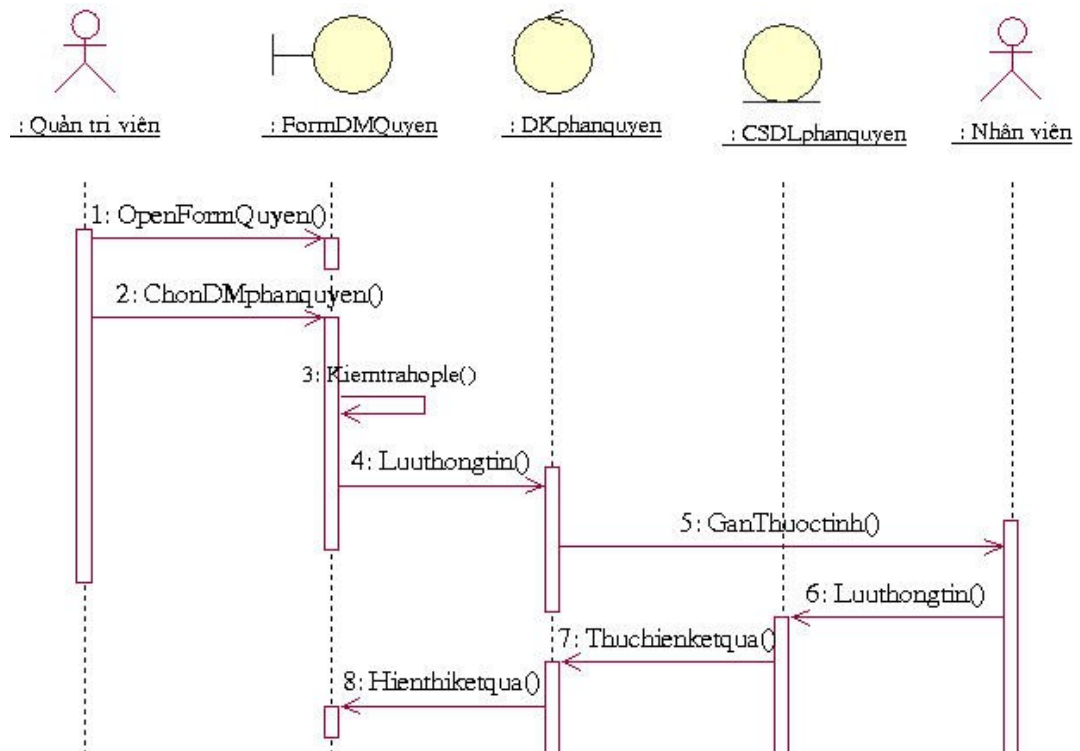 : Quản trị viên
: FormDMQuyen
: DKphanquyen
: CSDLphanquyen
: Nhân viên
1: OpenFormQuyen()
2: ChonDMphanquyen()
3: Kiemtrahople()
4: Luuthongtin()
5: GanThuoctinh()
6: Luuthongtin()
7: Thuchienketqua()
8: Hienthiketqua()